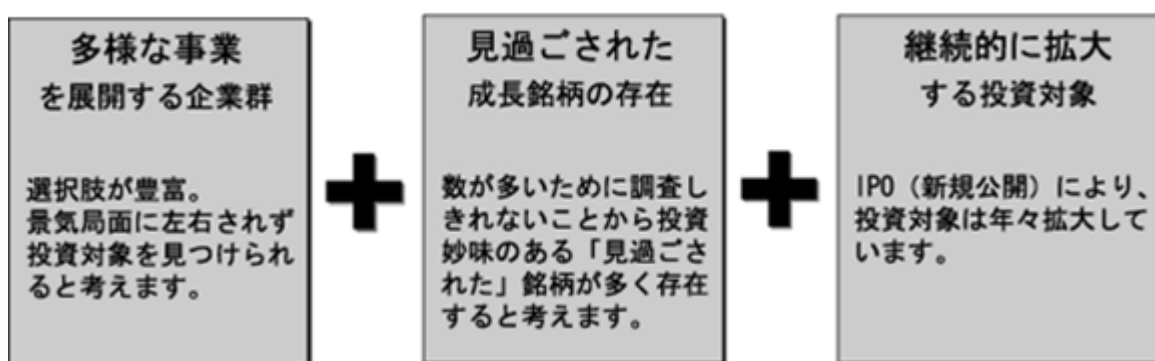 多様な事業
を展開する企業群
選択肢が豊富。
景気局面に左右されず
投資対象を見つけられ
ると考えます。
見過ごされた
成長銘柄の存在
数が多いために調査し
きれないことから投資
妙味のある「見過ごさ
れた」銘柄が多く存在
すると考えます。
継続的に拡大
する投資対象
IPO（新規公開）により、
投資対象は年々拡大して
います。